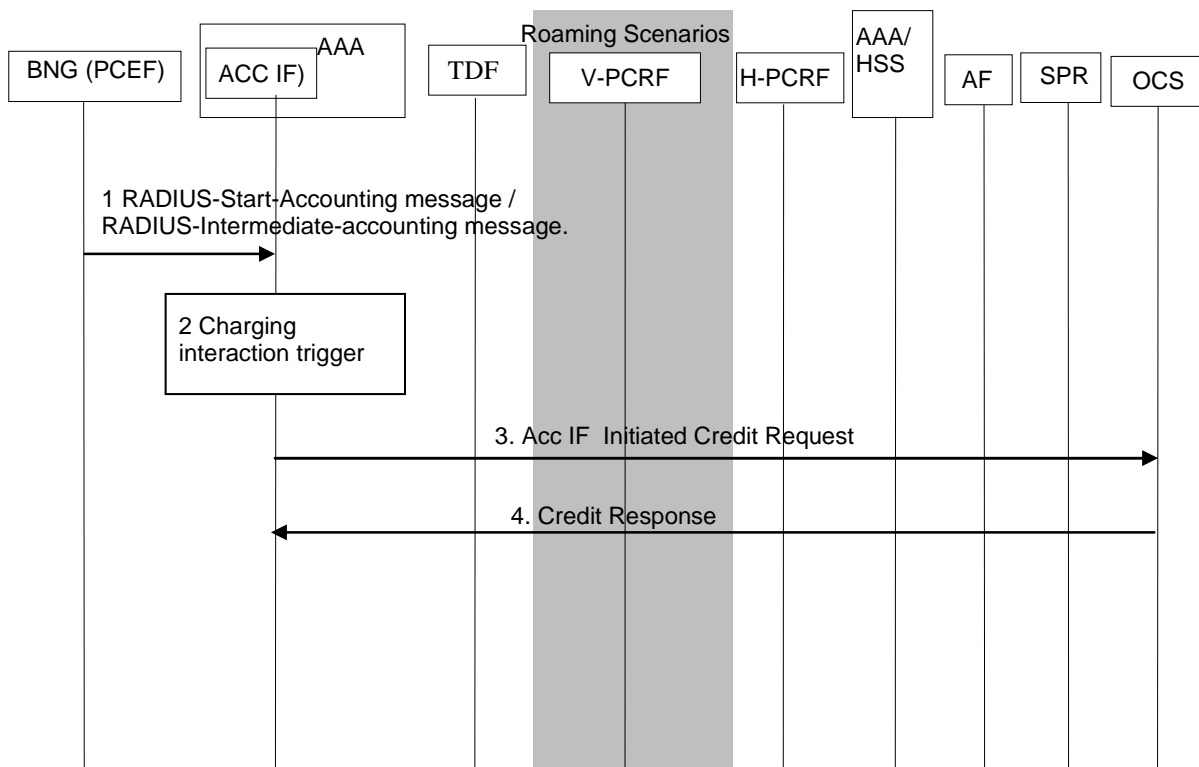 Roaming Scenarios
AAA
AAA/
HSS
BNG (PCEF)
ACC IF)
TDF
V-PCRF
H-PCRF
AF
SPR
OCS
1 RADIUS-Start-Accounting message /
RADIUS-Intermediate-accounting message.
2 Charging
interaction trigger
3. Acc IF  Initiated Credit Request
4. Credit Response